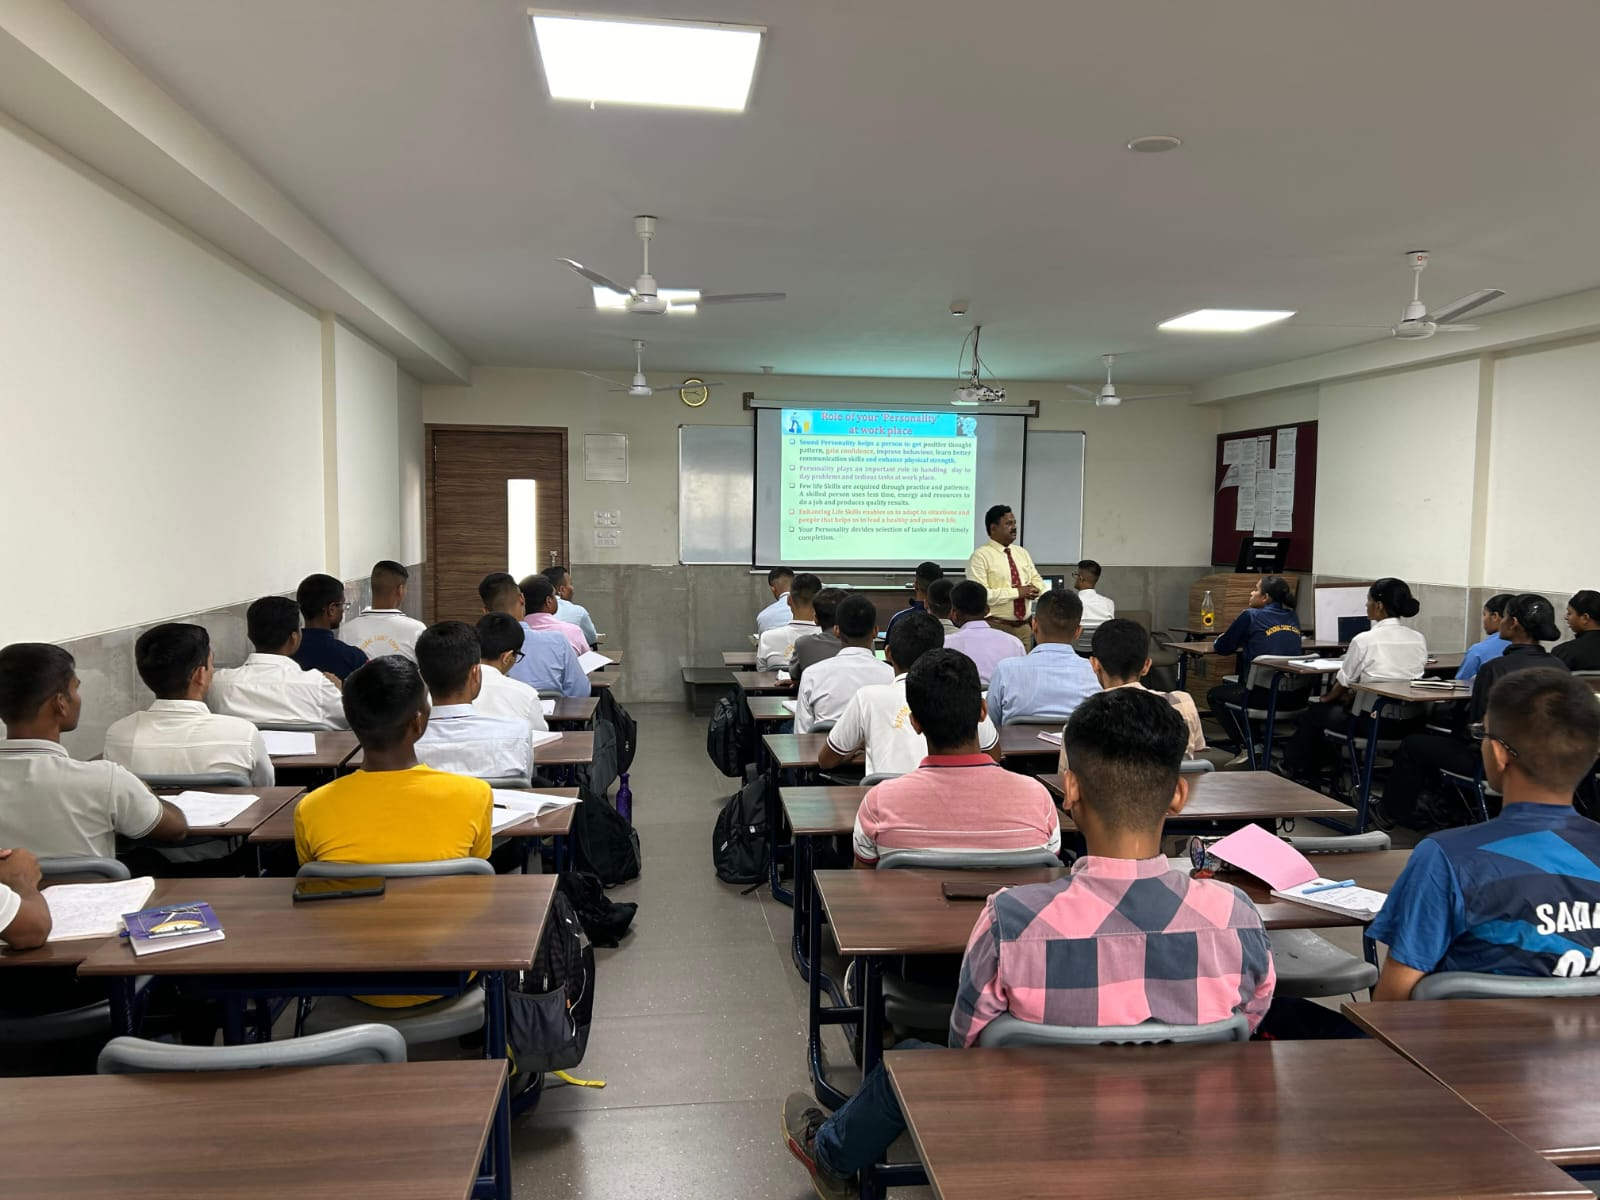 Role of your 'Personality'
at work place
Sound Personality helps a person to get positive thought
pattern, gain confidence, improve behaviour, learn better
communication skills and enhance physical strength.
Personality plays an important role in handling day to
day problems and tedious tasks at work place.
Few life Skills are acquired through practice and patience.
A skilled person uses less time, energy and resources to
do a job and produces quality results.
Enhancing Life Skills enables us to adapt to situations and
people that helps us to lead a healthy and positive life.
Your Personality decides selection of tasks and its timely
completion.